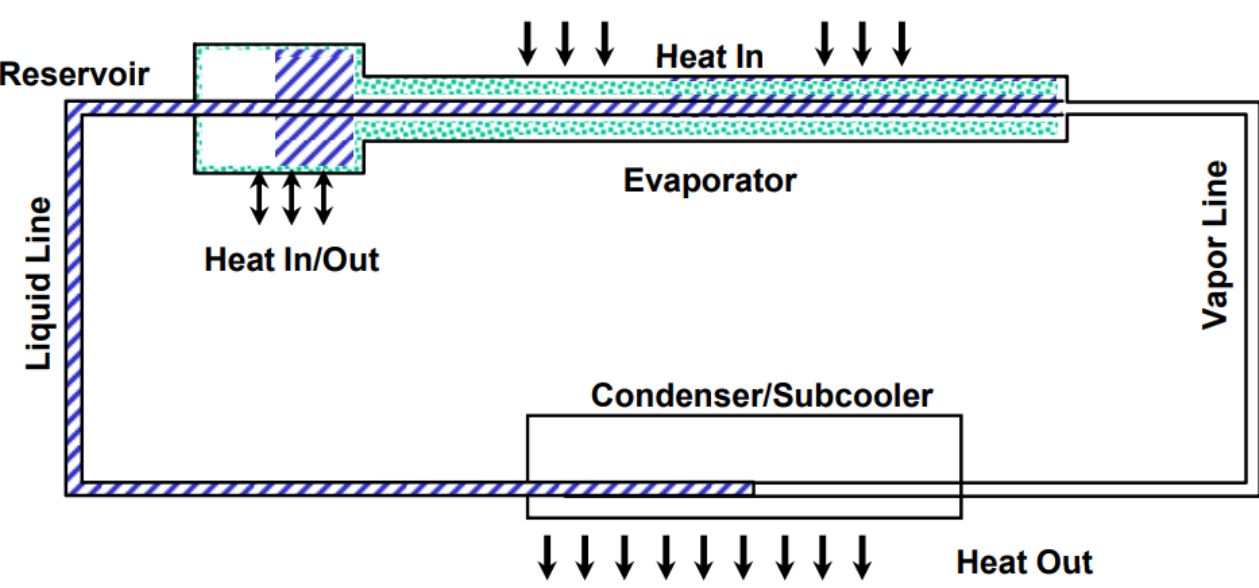 Heat In
Reservoir
Evaporator
Liquid Line
Vapor Line
Heat In/Out
Condenser/Subcooler
Heat Out